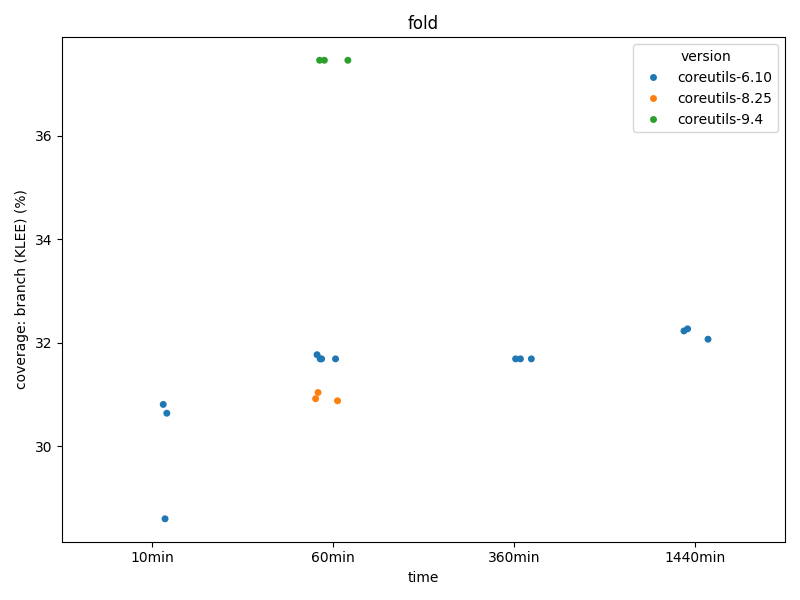 fold
version
coreutils-6.10
coreutils-8.25
coreutils-9.4
coverage: branch (KLEE) (%)
36
34
32
30
10min
60min
360min
1440min
time